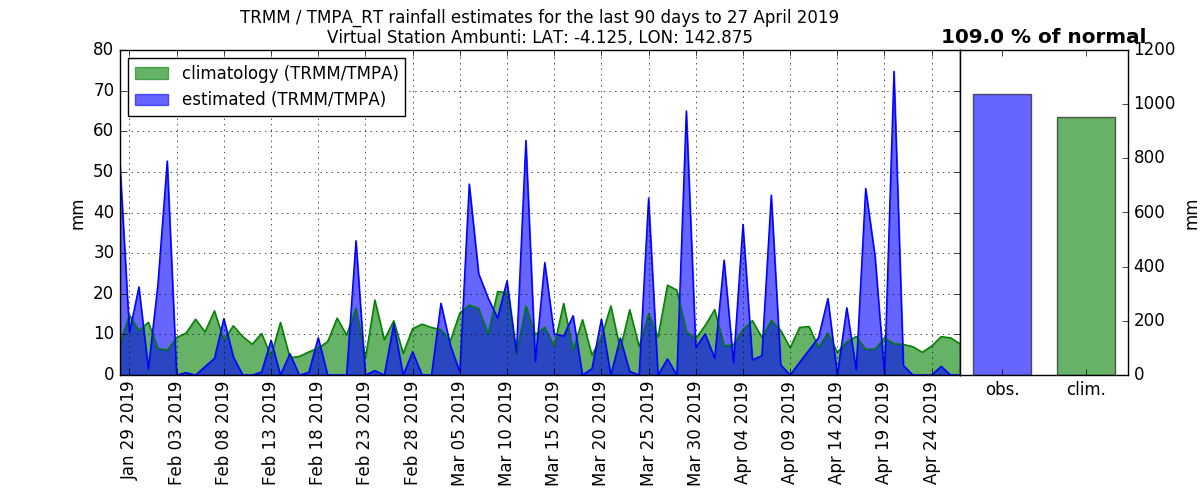 TRMM / TMPA_RT rainfall estimates for the last 90 days to 27 April 2019
Virtual Station Ambunti: LAT: -4.125, LON: 142.875
109.0 % of normal
climatology (TRMM/TMPA)
estimated (TRMM/TMPA)
mm
80
70
60
50
40
30
20
10
0
Jan 29 2019
Feb 03 2019
Feb 08 2019
Feb 13 2019
Feb 18 2019
Feb 23 2019
Feb 28 2019
Mar 05 2019
Mar 10 2019
Mar 15 2019
Mar 20 2019
Mar 25 2019
Mar 30 2019
Apr 04 2019
Apr 09 2019
Apr 14 2019
Apr 19 2019
Apr 24 2019
obs.
clim.
1200
1000
800
600
400
200
0
mm